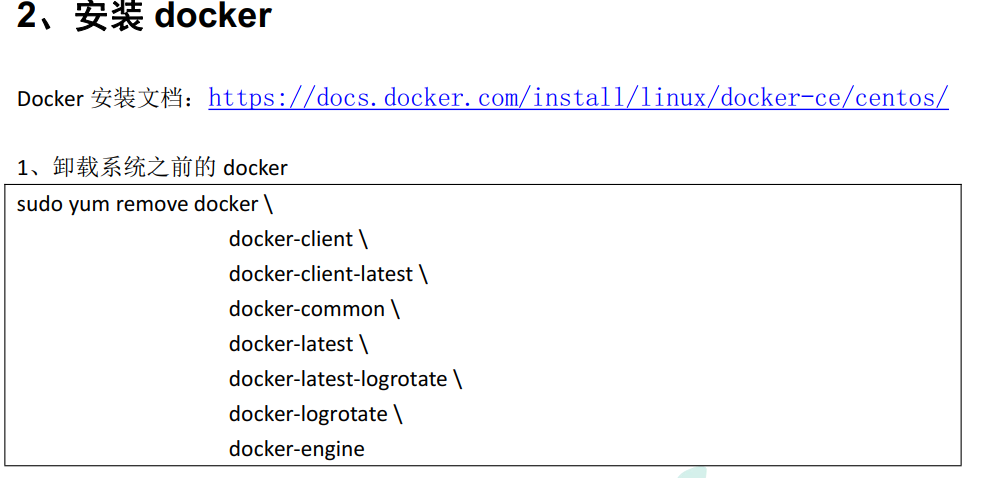 2、安装 docker
Docker 安装文档：https://docs.docker.com/install/linux/docker-ce/centos/
1、卸载系统之前的 docker
sudo yum remove docker \
docker-client \
docker-client-latest \
docker-common \
docker-latest \
docker-latest-logrotate \
docker-logrotate \
docker-engine